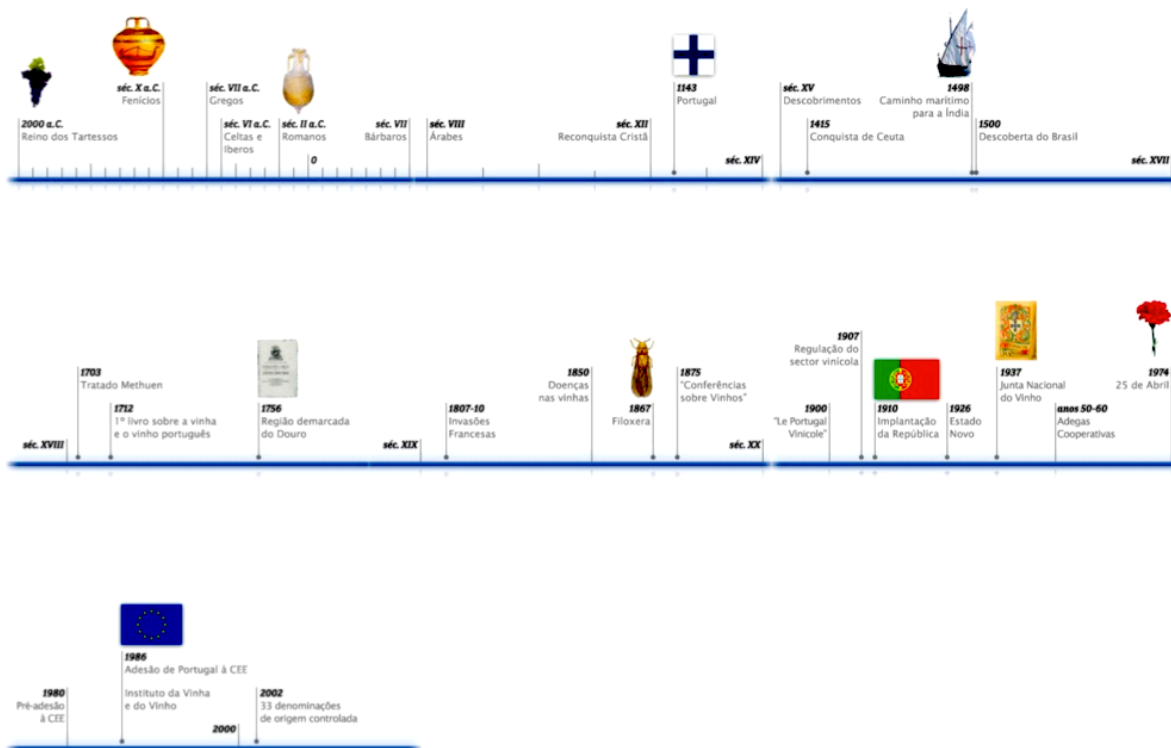 2000 a.C.
Reino dos Tartessos
séc. X a.C.
Fenícios
séc. VII a.C.
Gregos
séc. VI a.C.
Celtas e
Iberos
séc. II a.C.
Romanos
0
séc. VII
Bárbaros
séc. VIII
Árabes
séc. XII
Reconquista Cristã
1143
Portugal
séc. XIV
séc. XV
Descobrimentos
1415
Conquista de Ceuta
1498
Caminho marítimo
para a Índia
1500
Descoberta do Brasil
séc. XVII
séc. XVIII
1703
Tratado Methuen
1712
1º livro sobre a vinha
e o vinho português
1756
Região demarcada
do Douro
séc. XIX
1807-10
Invasões
Francesas
1850
Doenças
nas vinhas
1867
Filoxera
1875
"Conferências
sobre Vinhos"
séc. XX
1900
"Le Portugal
Vinicole"
1907
Regulação do
sector vinícola
1910
Implantação
da República
1926
Estado
Novo
1937
Junta Nacional
do Vinho
anos 50-60
Adegas
Cooperativas
1974
25 de Abril
1980
Pré-adesão
à CEE
1986
Adesão de Portugal à CEE
Instituto da Vinha
e do Vinho
2000
2002
33 denominações
de origem controlada